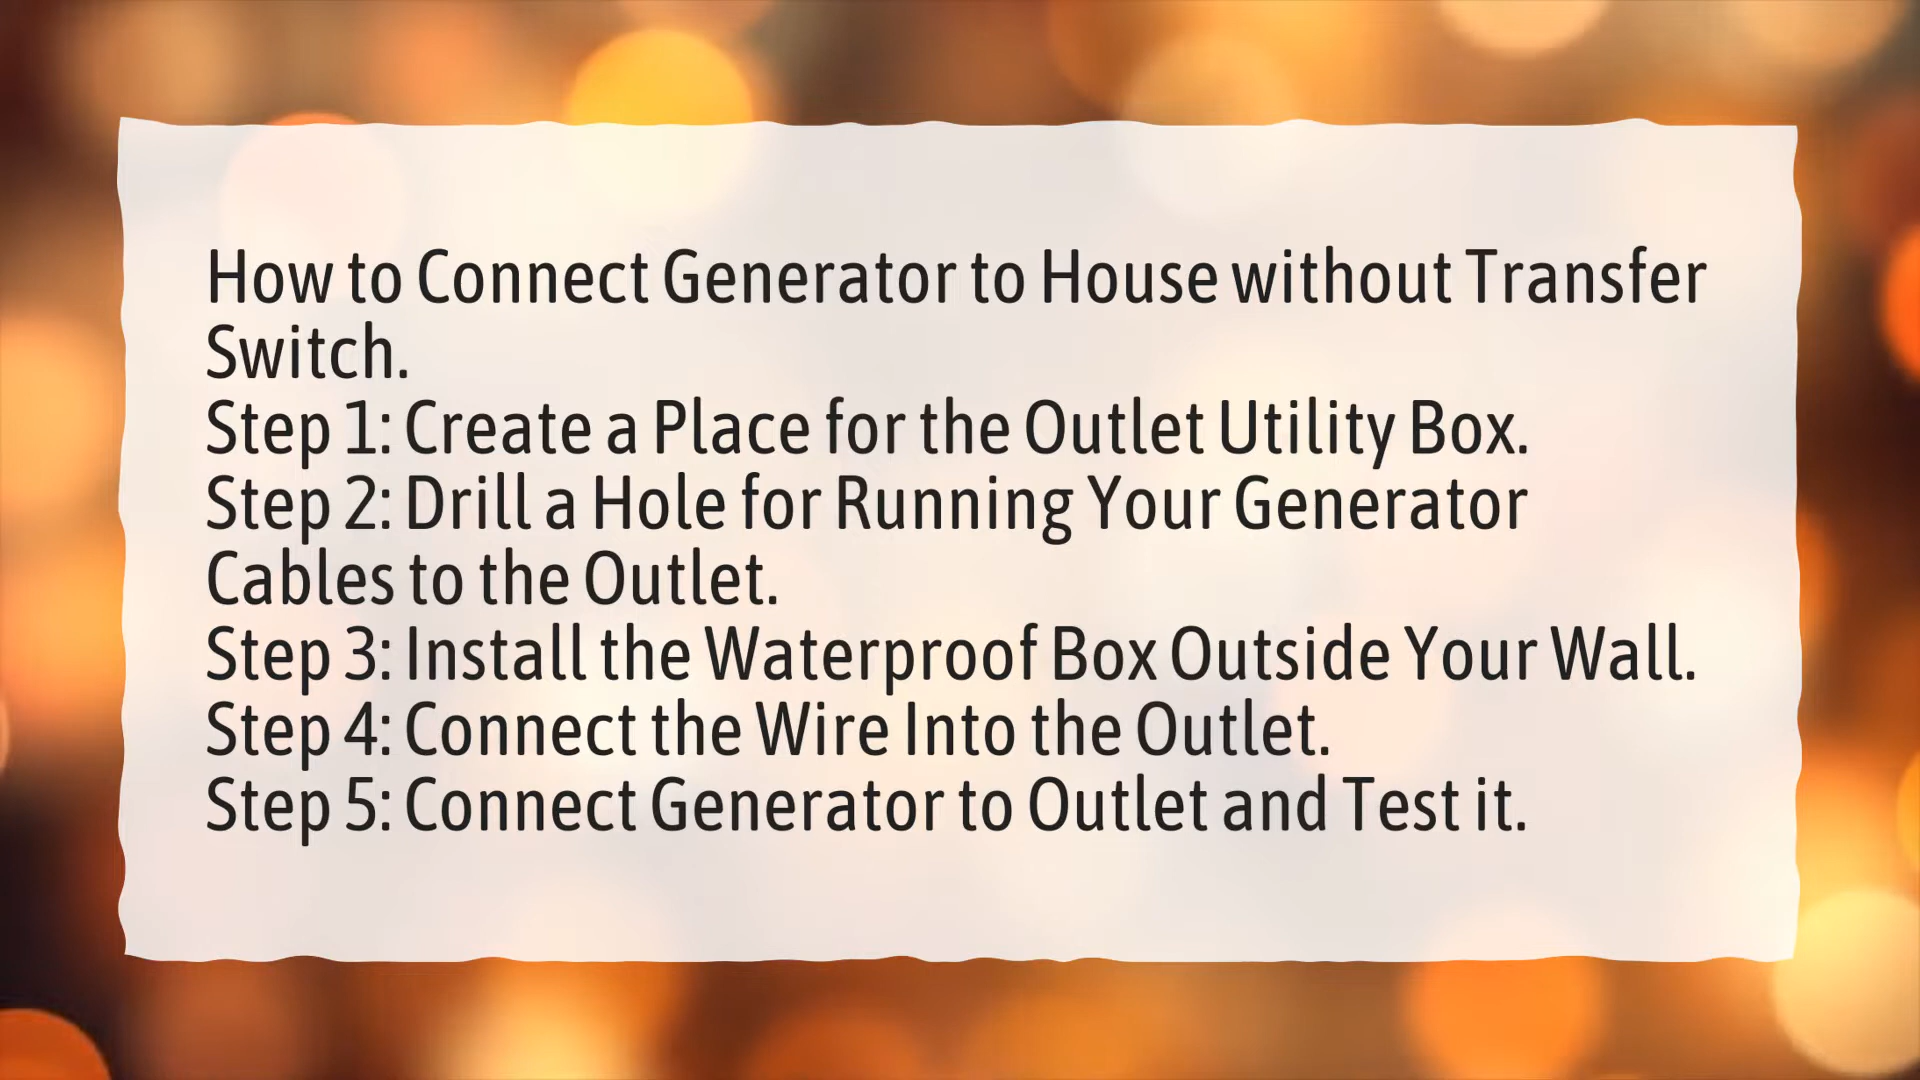 How to Connect Generator to House without Transfer
Switch.
Step 1: Create a Place for the Outlet Utility Box.
Step 2: Drill a Hole for Running Your Generator
Cables to the Outlet.
Step 3: Install the Waterproof Box Outside Your Wall.
Step 4: Connect the Wire Into the Outlet.
Step 5: Connect Generator to Outlet and Test it.